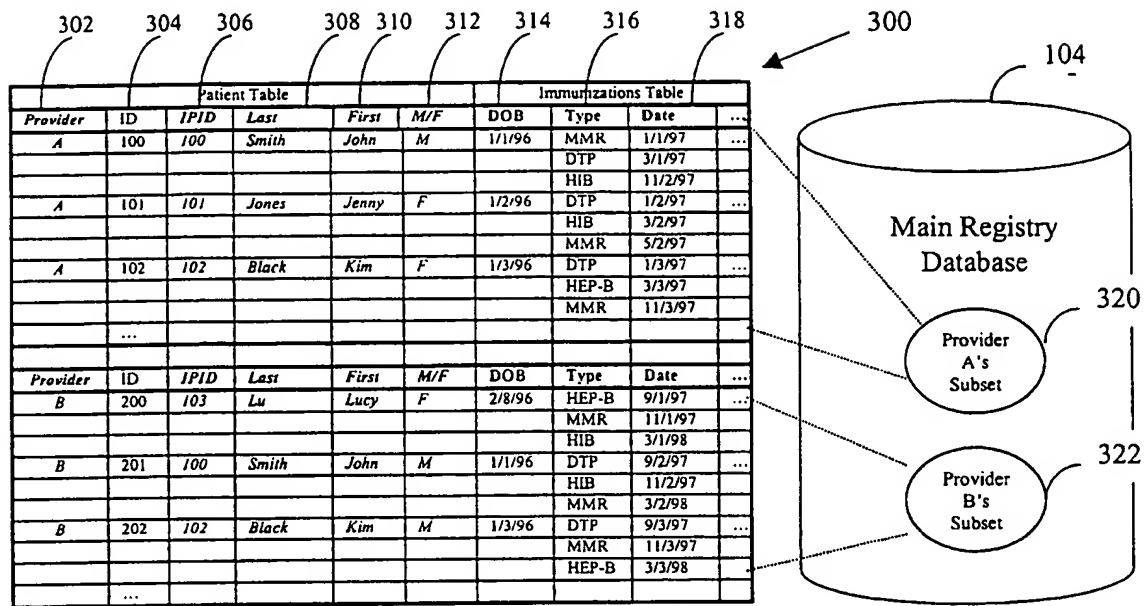 302 304 306 308 310 312 314 316 318 300
104
Patient Table Immunizations Table
Provider ID IPID Last First M/F DOB Type Date ...
A 100 100 Smith John M 1/1/96 MMR 1/1/97 ...
DTP 3/1/97
HIB 11/2/97
A 101 101 Jones Jenny F 1/2/96 DTP 1/2/97 ...
HIB 3/2/97
MMR 5/2/97
A 102 102 Black Kim F 1/3/96 DTP 1/3/97 ...
HEP-B 3/3/97
MMR 11/3/97
...
Provider ID IPID Last First M/F DOB Type Date ...
B 200 103 Lu Lucy F 2/8/96 HEP-B 9/1/97 ...
MMR 11/1/97
HIB 3/1/98
B 201 100 Smith John M 1/1/96 DTP 9/2/97 ...
HIB 11/2/97
MMR 3/2/98
B 202 102 Black Kim M 1/3/96 DTP 9/3/97 ...
MMR 11/3/97
HEP-B 3/3/98
...
Main Registry
Database
320
Provider
A's
Subset
322
Provider
B's
Subset